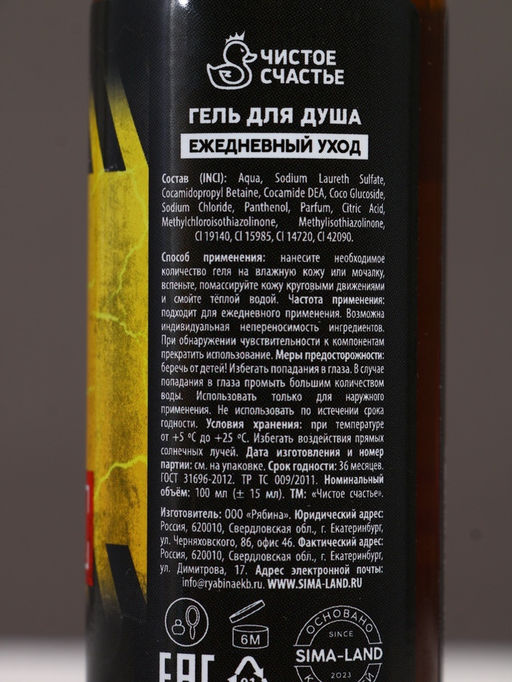 ЧИСТОЕ
СЧАСТЬЕ
ГЕЛЬ ДЛЯ ДУША
ЕЖЕДНЕВНЫЙ УХОД
Состав (INCI): Aqua, Sodium Laureth Sulfate,
Cocamidopropyl Betaine, Cocamide DEA, Coco Glucoside,
Sodium Chloride, Panthenol, Parfum, Citric Acid,
Methylchloroisothiazolinone, Methylisothiazolinone,
CI 19140, CI 15985, CI 14720, CI 42090.
Способ применения: нанесите необходимое
количество геля на влажную кожу или мочалку,
вспеньте, помассируйте кожу круговыми движениями
и смойте тёплой водой. Частота применения:
подходит для ежедневного применения. Возможна
индивидуальная непереносимость ингредиентов.
При обнаружении чувствительности к компонентам
прекратить использование. Меры предосторожности:
беречь от детей! Избегать попадания в глаза. В случае
попадания в глаза промыть большим количеством
воды. Использовать только для наружного
применения. Не использовать по истечении срока
годности. Условия хранения: при температуре
от +5 ºС до +25 ºС. Избегать воздействия прямых
солнечных лучей. Дата изготовления и номер
партии: см. на упаковке. Срок годности: 36 месяцев.
ГОСТ 31696-2012. ТР ТС 009/2011. Номинальный
объём: 100 мл (± 15 мл). ТМ: «Чистое счастье».
Изготовитель: ООО «Рябина». Юридический адрес:
Россия, 620010, Свердловская обл., г. Екатеринбург,
ул. Черняховского, 86, офис 46. Фактический адрес:
Россия, 620010, Свердловская обл., г. Екатеринбург,
ул. Димитрова, 17. Адрес электронной почты:
info@ryabinaekb.ru. WWW.SIMA-LAND.RU
6М
ОСНОВАНО
SINCE
SIMA-LAND
2023
EAC
01